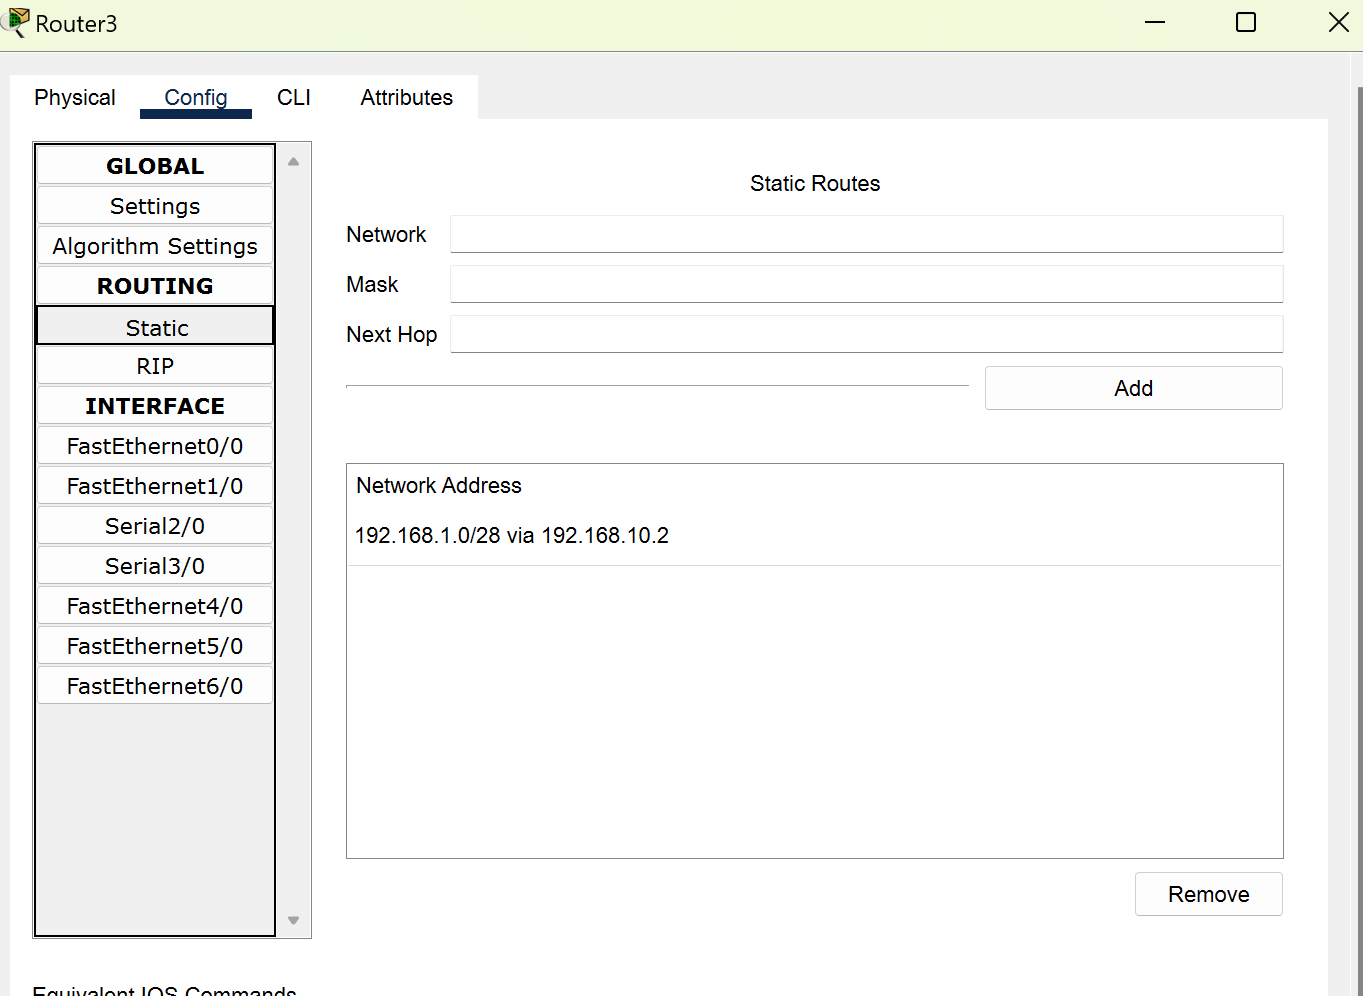 Router3
Physical Config CLI Attributes
GLOBAL
Settings
Algorithm Settings
ROUTING
Static
RIP
INTERFACE
FastEthernet0/0
FastEthernet1/0
Serial2/0
Serial3/0
FastEthernet4/0
FastEthernet5/0
FastEthernet6/0
Static Routes
Network
Mask
Next Hop
Add
Network Address
192.168.1.0/28 via 192.168.10.2
Remove
Equivalent IOS Commands